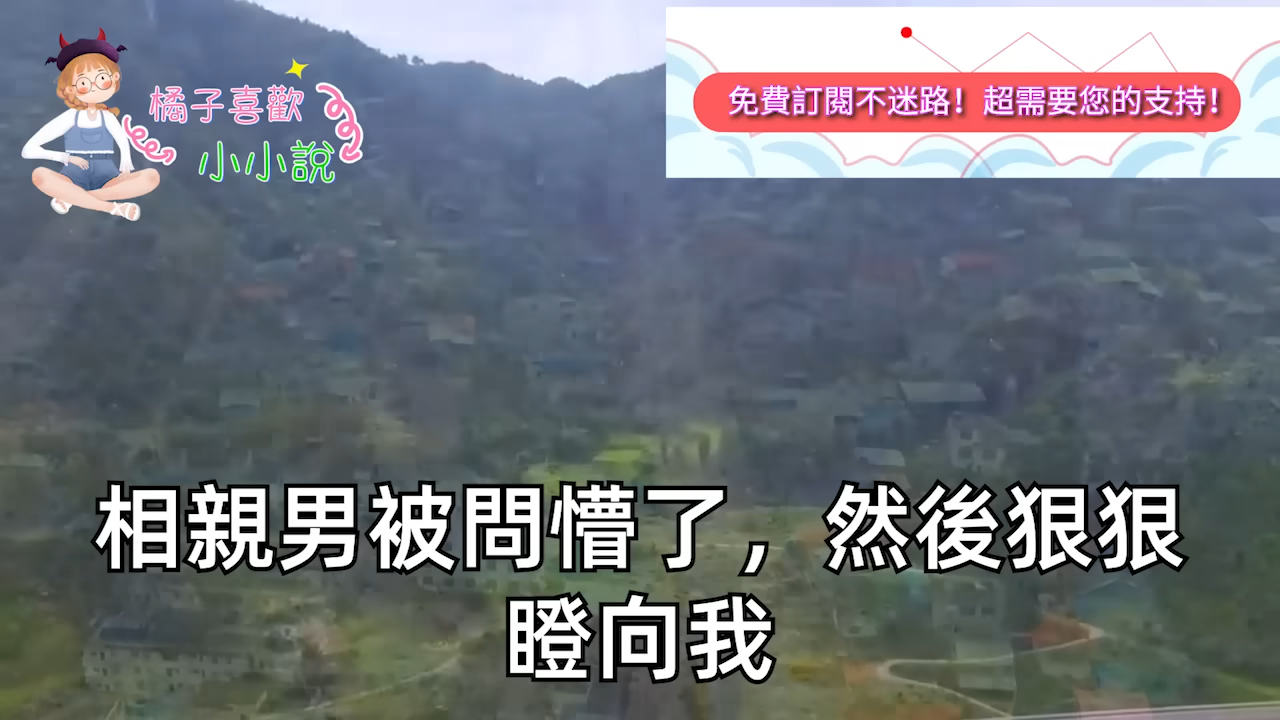 橘子喜歡
小小說
免費訂閱不迷路！超需要您的支持！
相親男被問懵了，然後狠狠
瞪向我